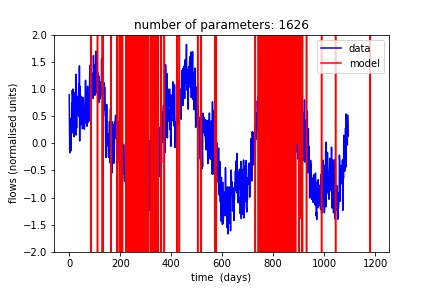 number of parameters: 1626
data
model
2.0
1.5
1.0
0.5
0.0
−0.5
−1.0
−1.5
−2.0
flows (normalised units)
0 200 400 600 800 1000 1200
time (days)